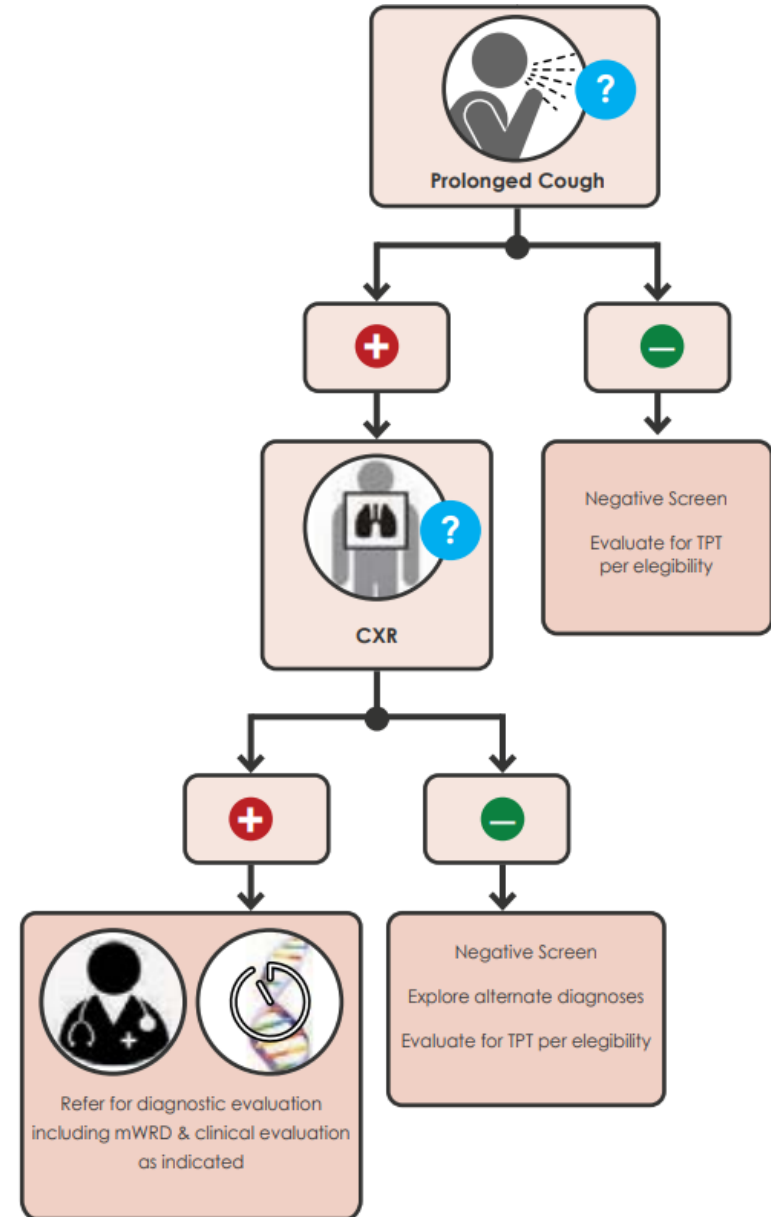 ?
Prolonged Cough
+
–
?
CXR
Negative Screen
Evaluate for TPT
per elegibility
+
–
Refer for diagnostic evaluation
including mWRD & clinical evaluation
as indicated
Negative Screen
Explore alternate diagnoses
Evaluate for TPT per elegibility